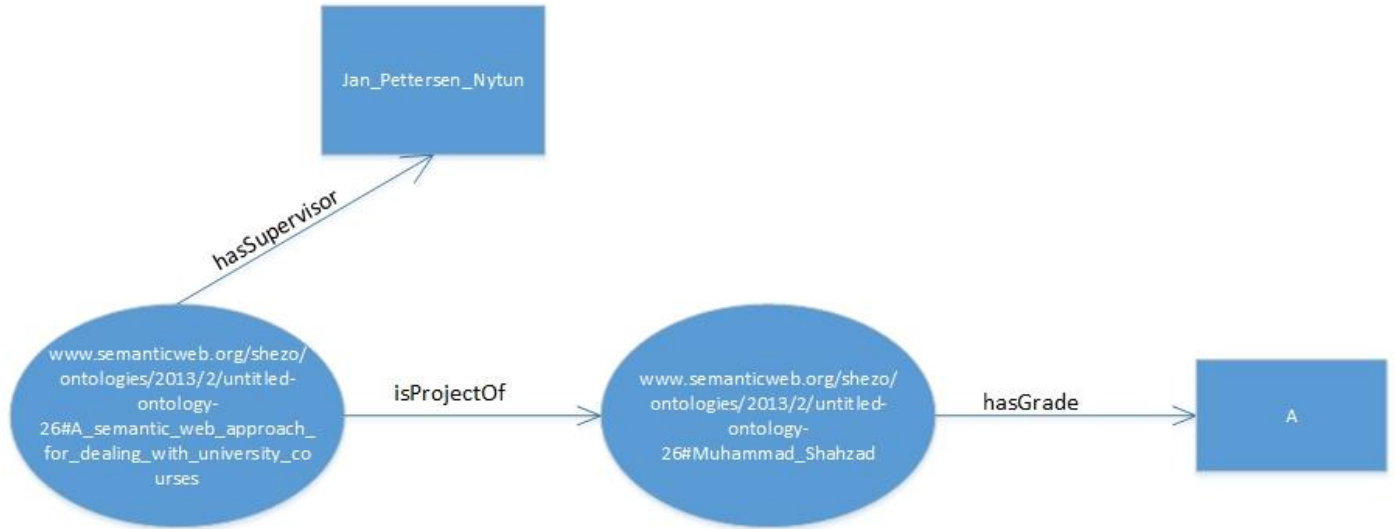 Jan_Pettersen_Nytun
hasSupervisor
www.semanticweb.org/shezo/
ontologies/2013/2/untitled-
ontology-
26#A_semantic_web_approach_
for_dealing_with_university_co
urses
isProjectOf
www.semanticweb.org/shezo/
ontologies/2013/2/untitled-
ontology-
26#Muhammad_Shahzad
hasGrade
A